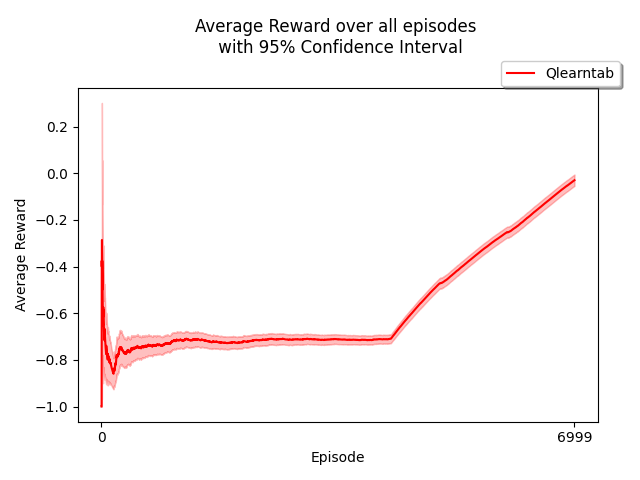 Average Reward over all episodes
with 95% Confidence Interval
Qlearntab
Average Reward
0.2
0.0
−0.2
−0.4
−0.6
−0.8
−1.0
0
6999
Episode